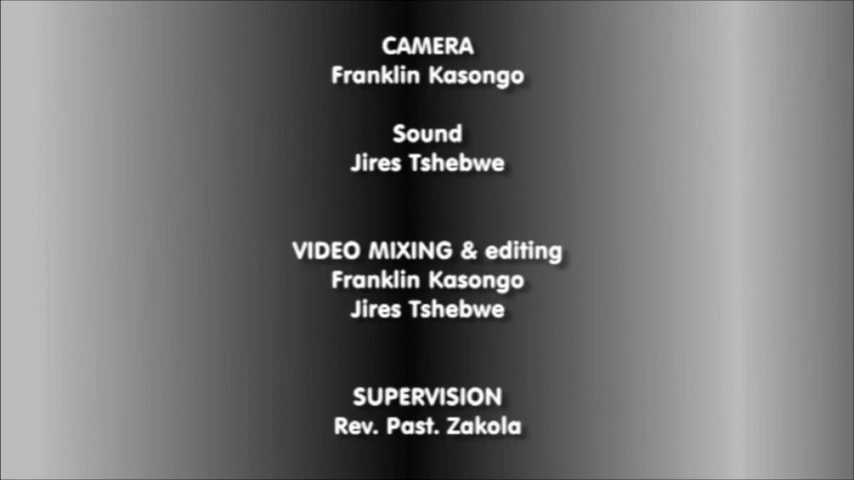 CAMERA
Franklin Kasongo
Sound
Jires Tshebwe
VIDEO MIXING & editing
Franklin Kasongo
Jires Tshebwe
SUPERVISION
Rev. Past. Zakola